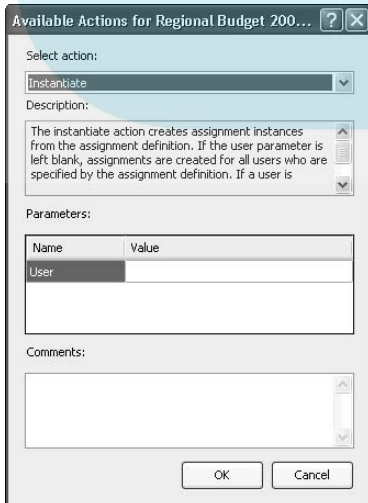 Available Actions for Regional Budget 200...
Select action:
Instantiate
Description:
The instantiate action creates assignment instances
from the assignment definition. If the user parameter is
left blank, assignments are created for all users who are
specified by the assignment definition. If a user is
Parameters:
Name Value
User
Comments:
OK Cancel